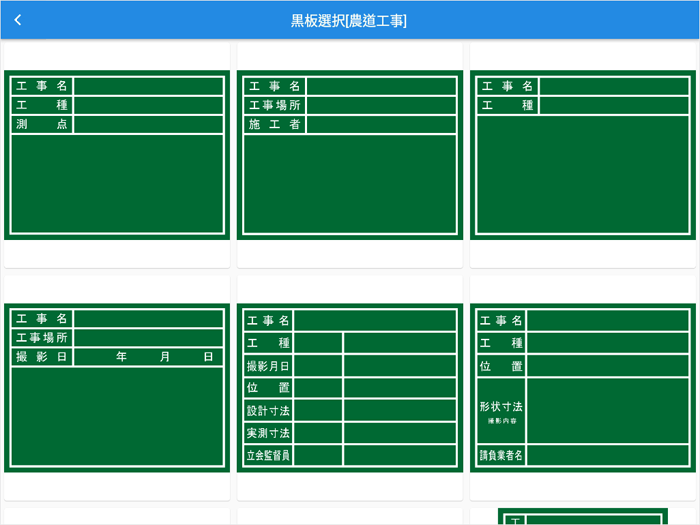 黒板選択[農道工事]
工事名
工種
測点
工事名
工事場所
施工者
工事名
工種
工事名
工事場所
撮影日 年 月 日
工事名
工種
撮影月日
位置
設計寸法
実測寸法
立会監督員
工事名
工種
位置
形状寸法
撮影内容
請負業者名
工